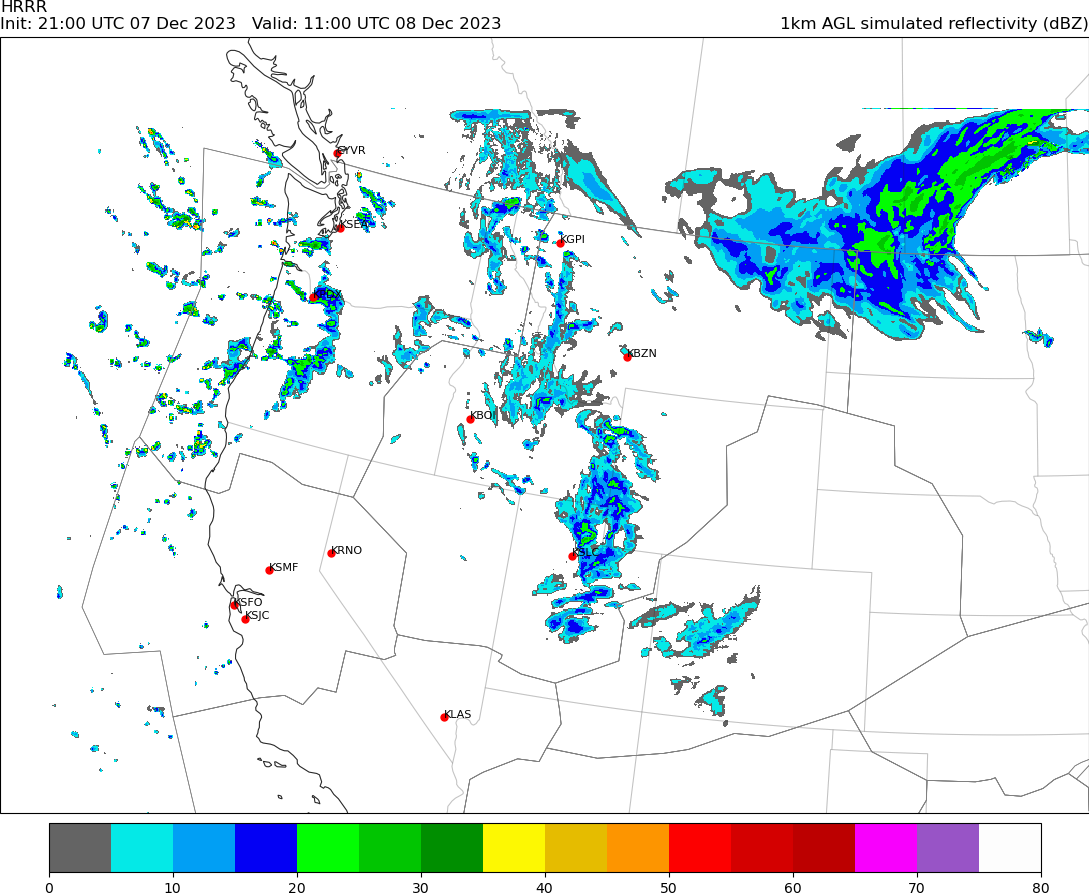 HRRR
Init: 21:00 UTC 07 Dec 2023   Valid: 11:00 UTC 08 Dec 2023
1km AGL simulated reflectivity (dBZ)
CYVR
KSEA
KGPI
KBZN
KBOI
KRNO
KSMF
KSFO
KSJC
KLAS
0 10 20 30 40 50 60 70 80